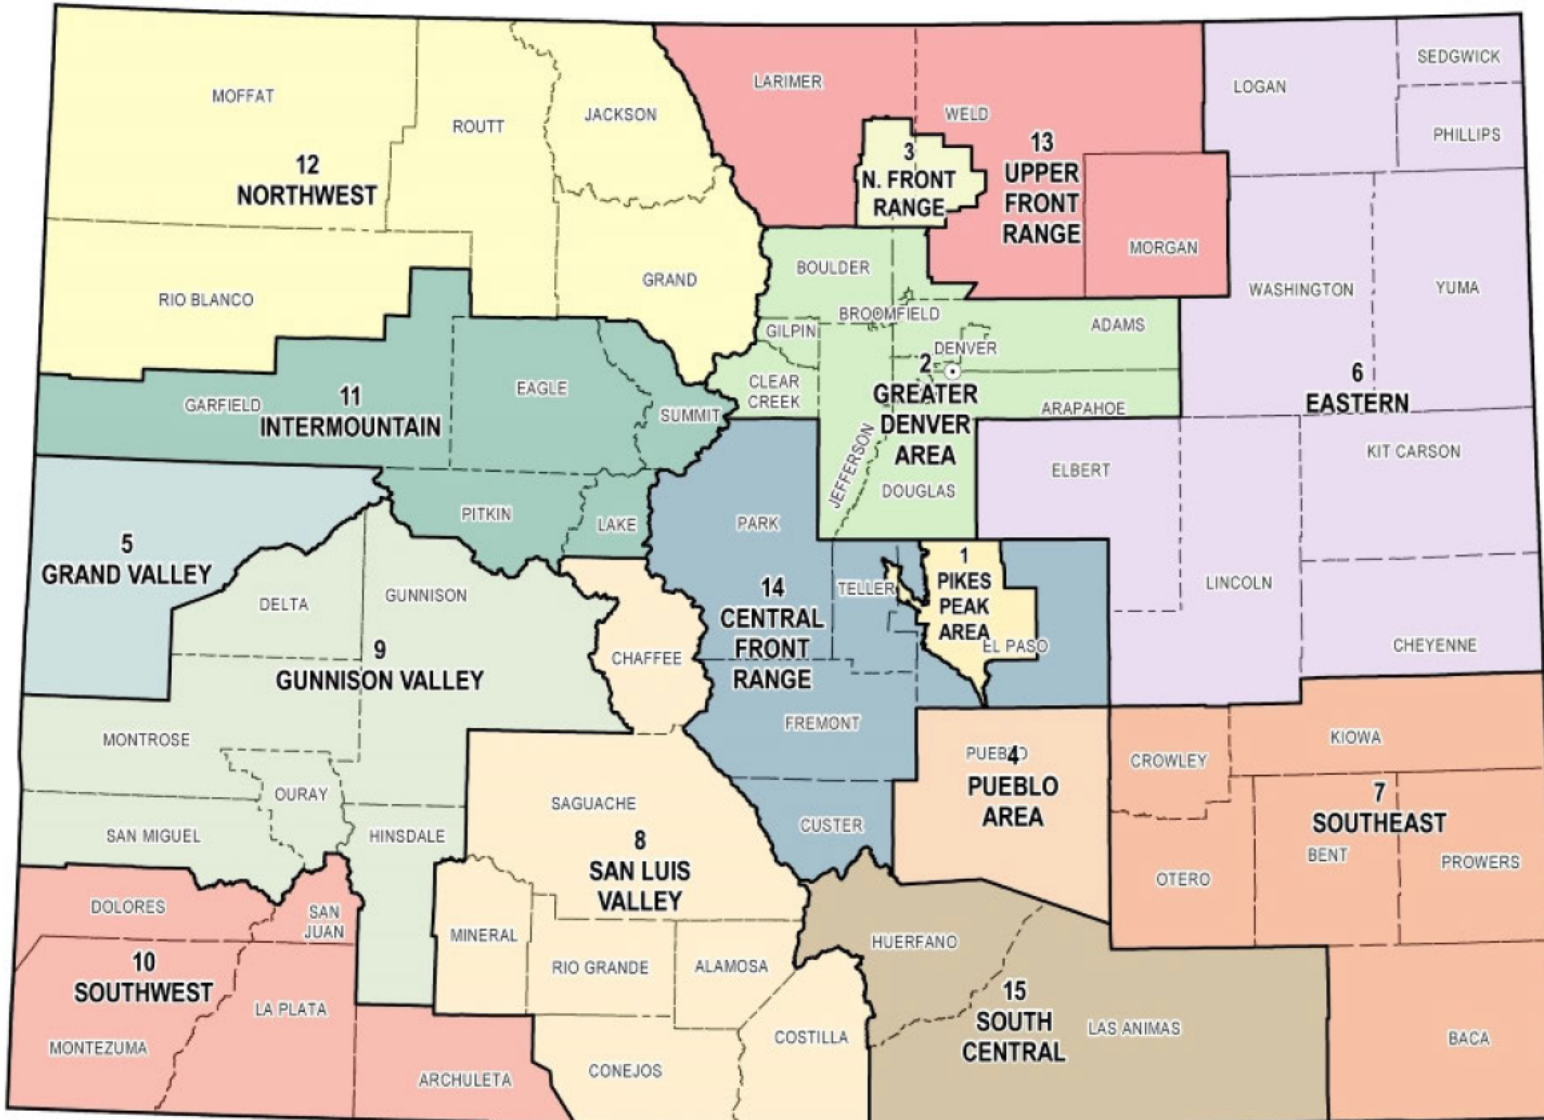 SEDGWICK
LARIMER
LOGAN
MOFFAT
JACKSON
WELD
ROUTT
PHILLIPS
12
NORTHWEST
3
N. FRONT
RANGE
13
UPPER
FRONT
RANGE
MORGAN
BOULDER
GRAND
RIO BLANCO
WASHINGTON
YUMA
BROOMFIELD
GILPIN
ADAMS
DENVER
2
GREATER
DENVER
AREA
CLEAR
CREEK
EAGLE
6
EASTERN
11
INTERMOUNTAIN
GARFIELD
SUMMIT
ARAPAHOE
JEFFERSON
DOUGLAS
ELBERT
KIT CARSON
PITKIN
LAKE
PARK
5
GRAND VALLEY
1
PIKES
PEAK
AREA
TELLER
14
CENTRAL
FRONT
RANGE
LINCOLN
DELTA
GUNNISON
9
GUNNISON VALLEY
CHAFFEE
EL PASO
CHEYENNE
FREMONT
MONTROSE
KIOWA
PUEBLO
4
PUEBLO
AREA
CROWLEY
OURAY
SAGUACHE
7
SOUTHEAST
SAN MIGUEL
HINSDALE
CUSTER
8
SAN LUIS
VALLEY
BENT
PROWERS
OTERO
DOLORES
SAN
JUAN
MINERAL
HUERFANO
10
SOUTHWEST
RIO GRANDE
ALAMOSA
LA PLATA
15
SOUTH
CENTRAL
LAS ANIMAS
COSTILLA
BACA
MONTEZUMA
ARCHULETA
CONEJOS